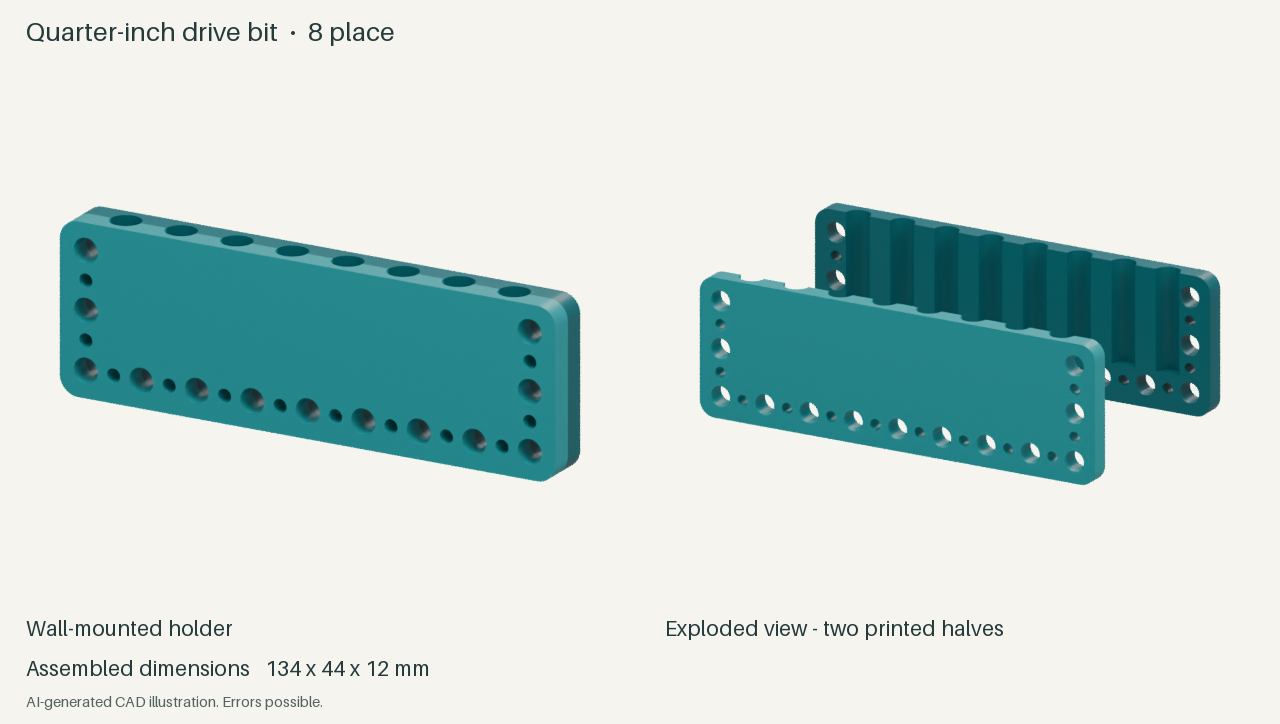 Quarter-inch drive bit • 8 place
Wall-mounted holder
Exploded view - two printed halves
Assembled dimensions 134 x 44 x 12 mm
AI-generated CAD illustration. Errors possible.